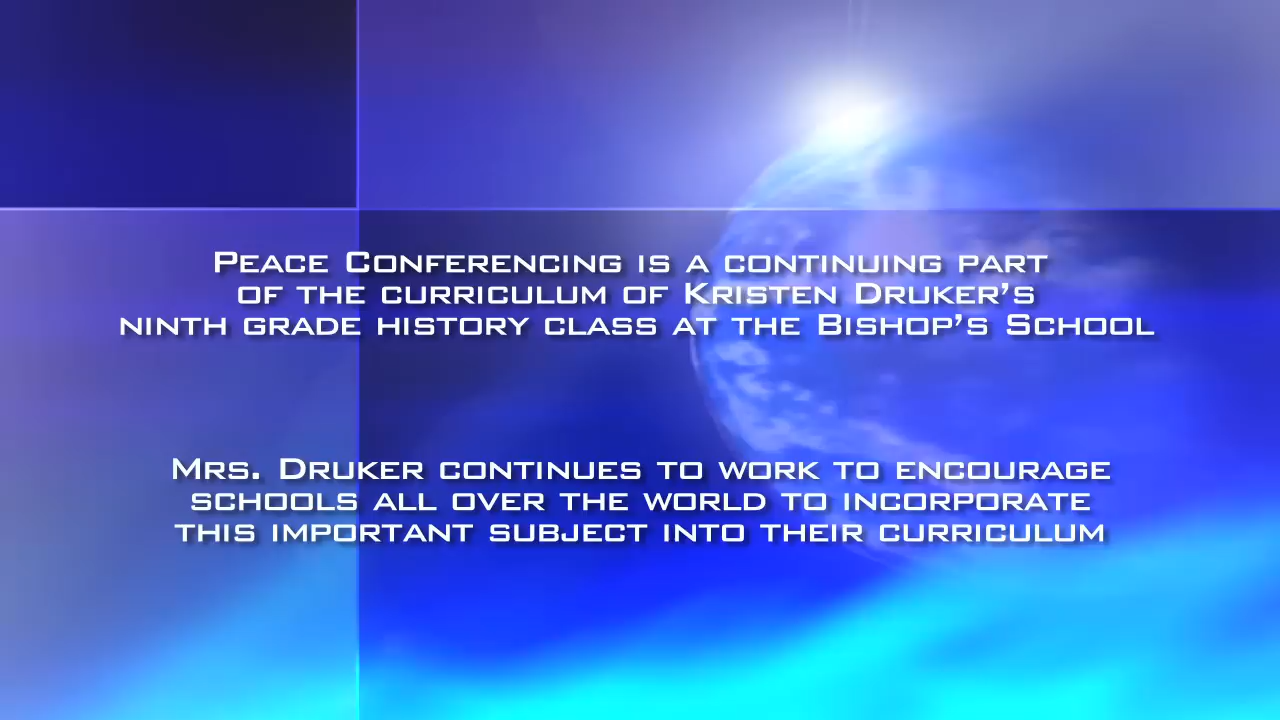 Peace Conferencing is a continuing part
of the curriculum of Kristen Druker's
ninth grade history class at the Bishop's School
Mrs. Druker continues to work to encourage
schools all over the world to incorporate
this important subject into their curriculum